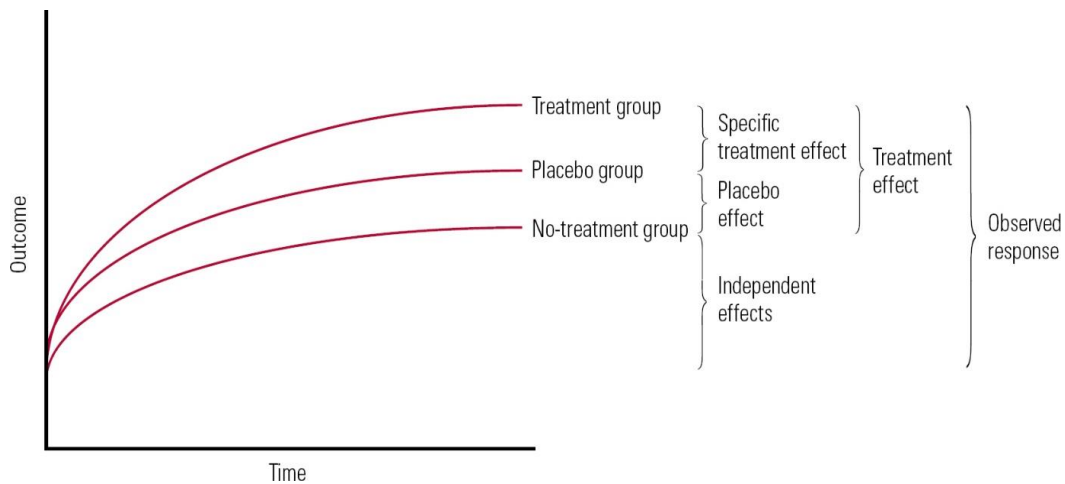 Treatment group
Specific
treatment effect
Treatment
effect
Placebo group
Placebo
effect
No-treatment group
Observed
response
Independent
effects
Outcome
Time